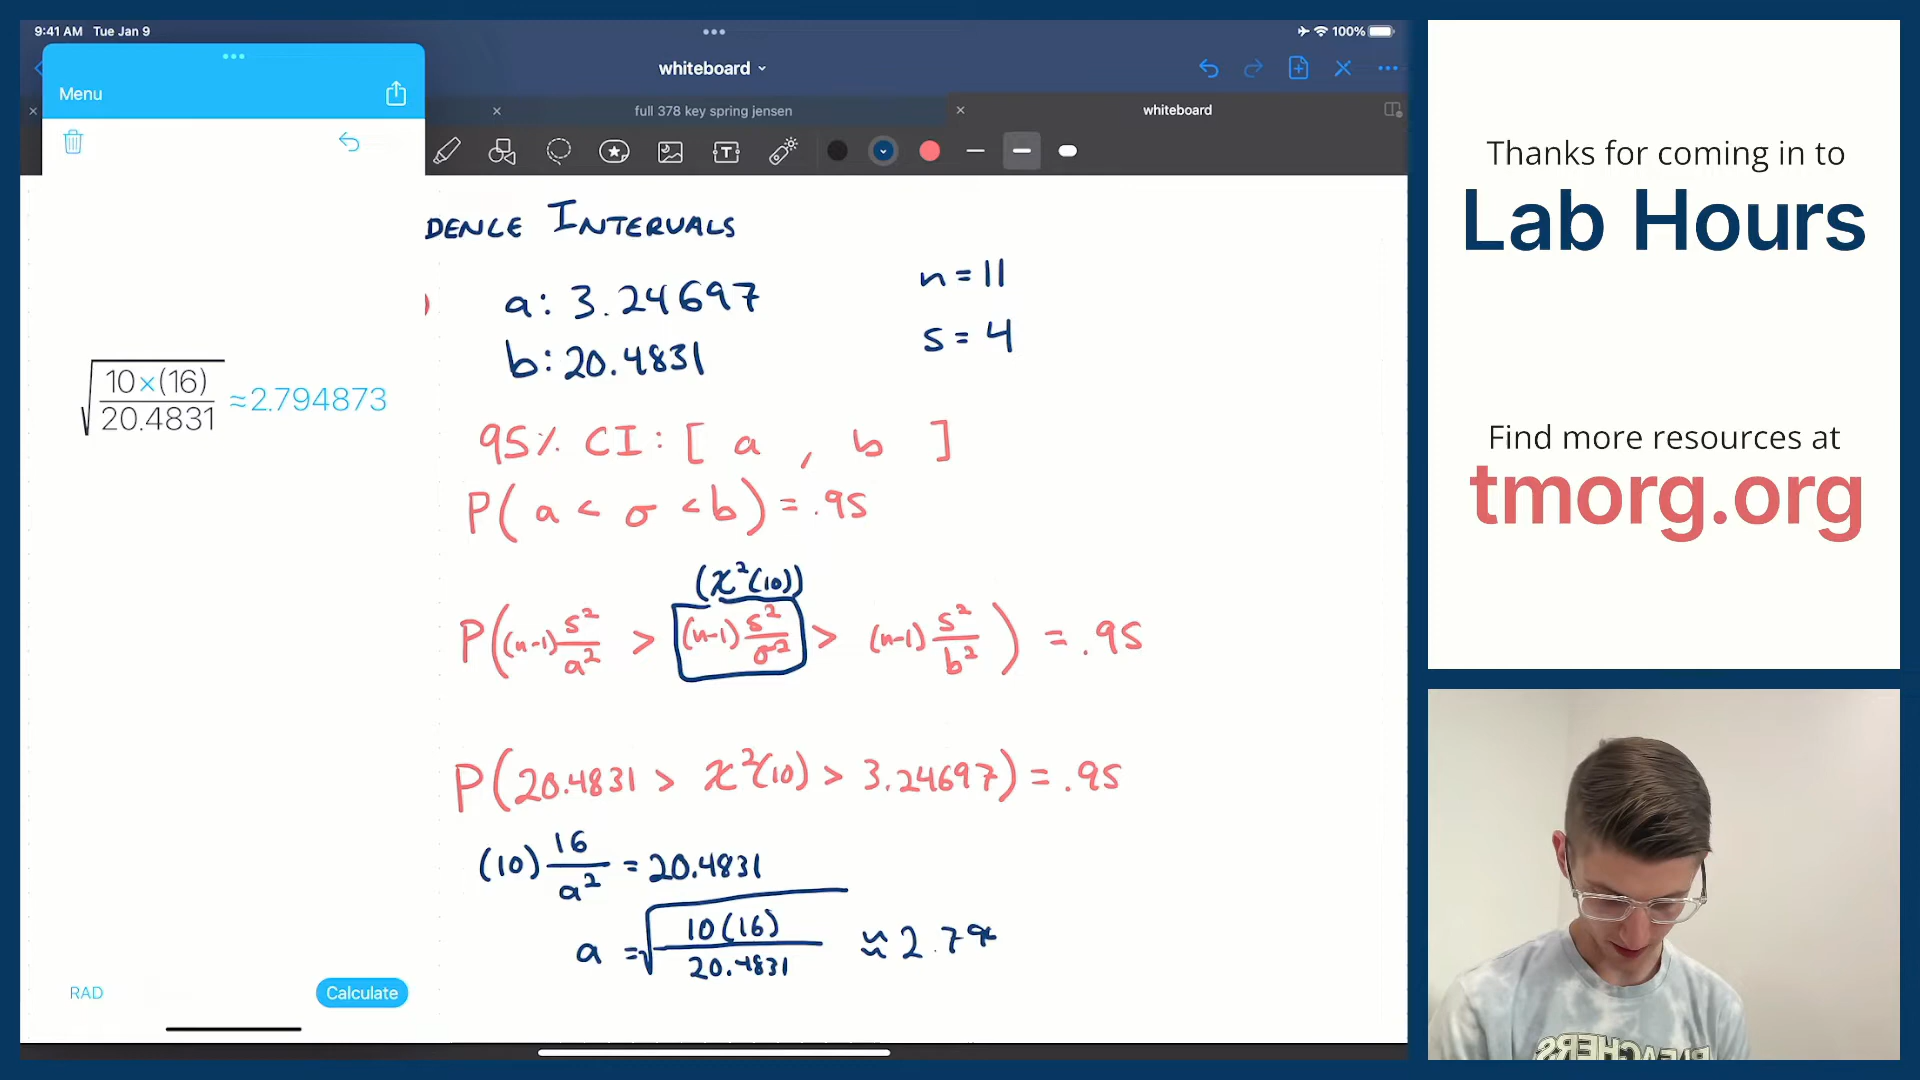 9:41 AM Tue Jan 9
100%
whiteboard
Menu
full 378 key spring jensen
whiteboard
DENCE INTERVALS
a: 3.24697
n = 11
b: 20.4831
s = 4
√(10×(16)/20.4831) ≈2.794873
95% CI: [ a , b ]
P( a < σ < b ) = .95
(χ²(10))
P((n-1) s²/a² > (n-1) s²/σ² > (n-1) s²/b²) = .95
P(20.4831 > χ²(10) > 3.24697) = .95
(10) 16/a² = 20.4831
a = √(10(16)/20.4831) ≈ 2.79
RAD
Calculate
Thanks for coming in to
Lab Hours
Find more resources at
tmorg.org